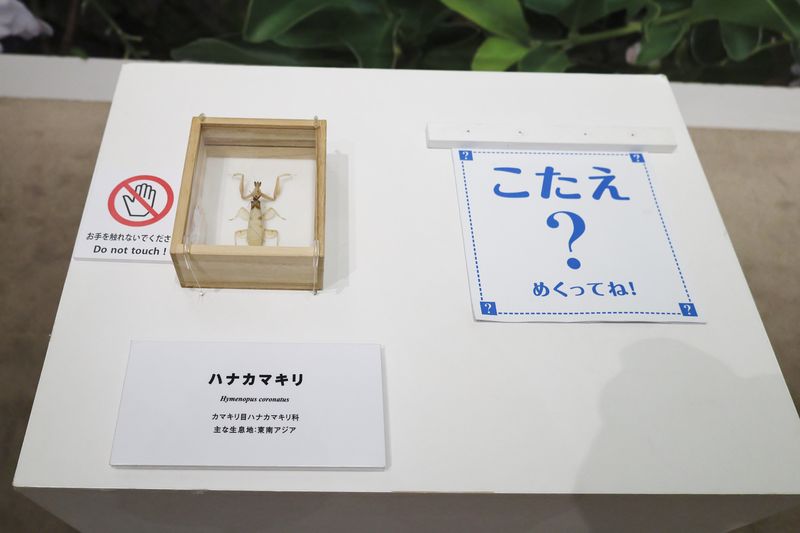 お手を触れないでくださ
Do not touch !
ハナカマキリ
Hymenopus coronatus
カマキリ目ハナカマキリ科
主な生息地:東南アジア
?
?
こたえ
?
めくってね!
?
?